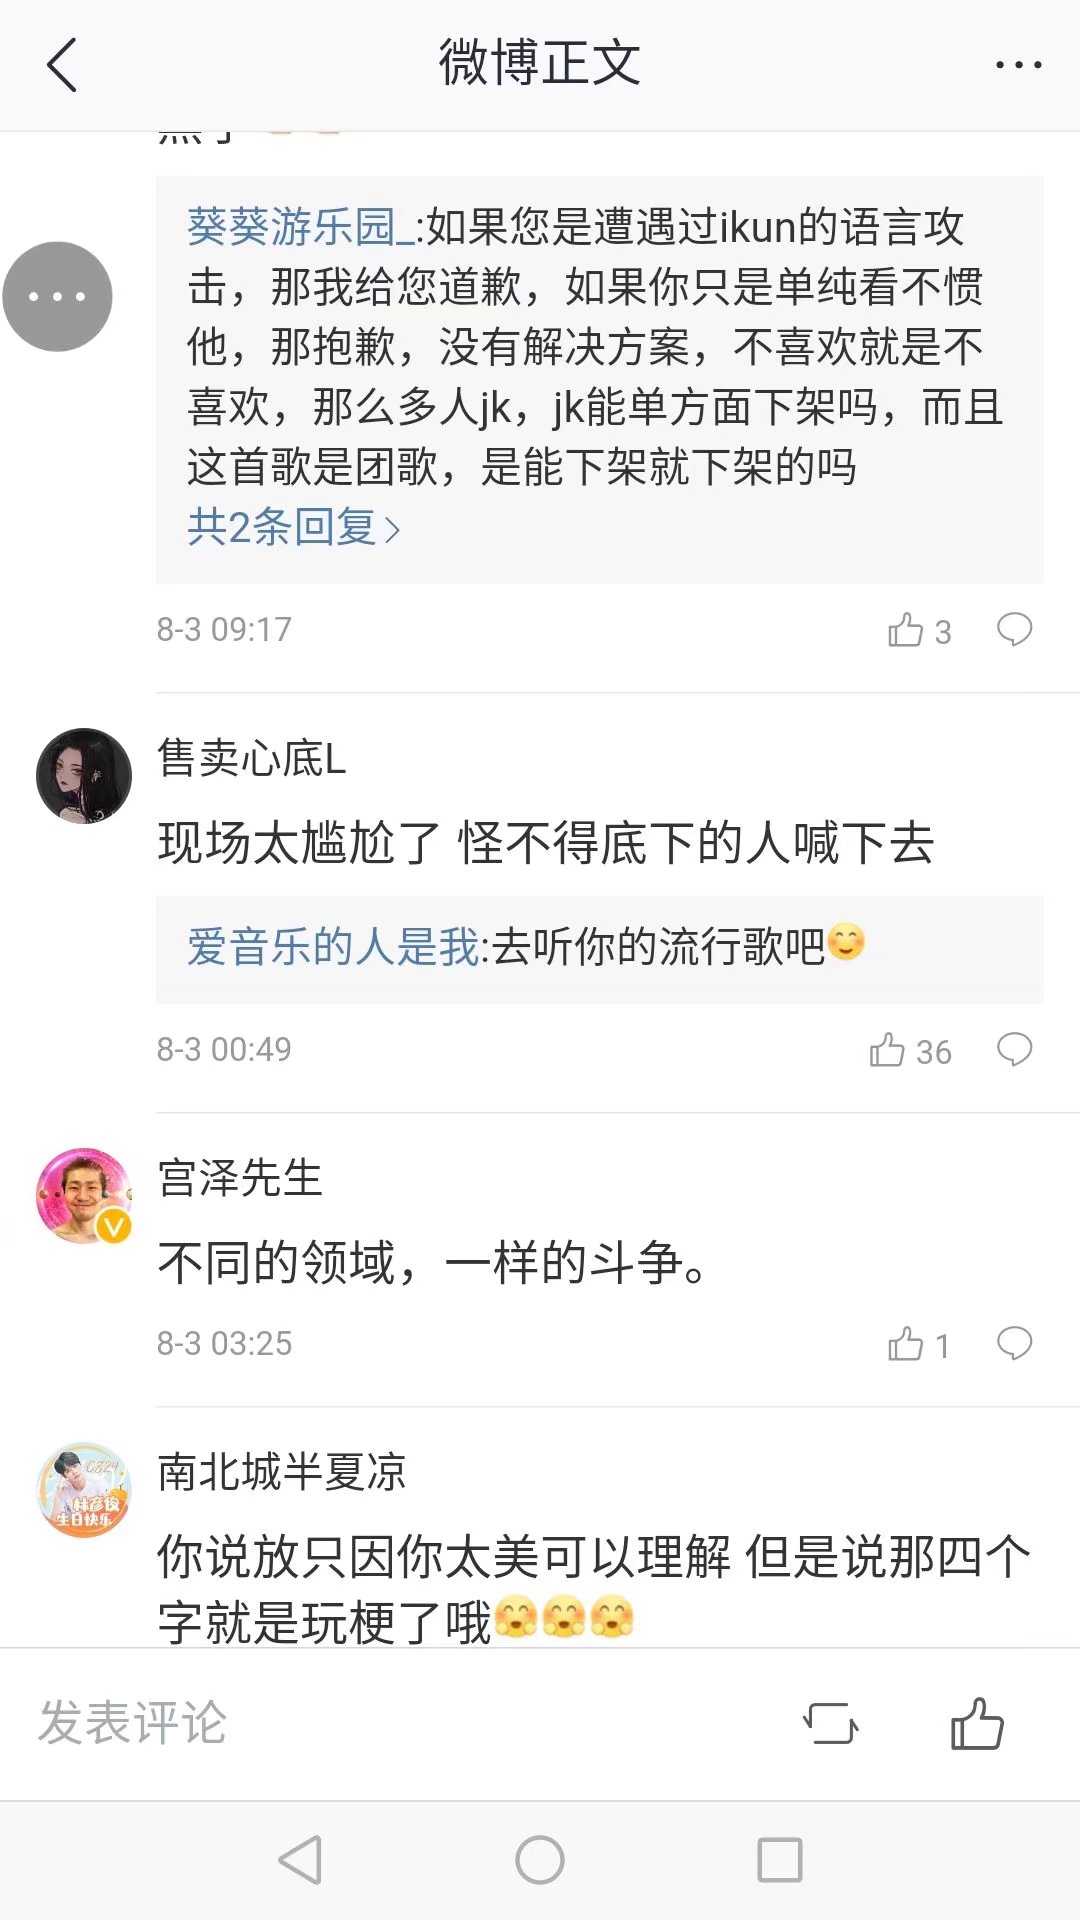 微博正文
葵葵游乐园_:如果您是遭遇过ikun的语言攻
击，那我给您道歉，如果你只是单纯看不惯
他，那抱歉，没有解决方案，不喜欢就是不
喜欢，那么多人jk，jk能单方面下架吗，而且
这首歌是团歌，是能下架就下架的吗
共2条回复
8-3 09:17
3
售卖心底L
现场太尴尬了 怪不得底下的人喊下去
爱音乐的人是我:去听你的流行歌吧😊
8-3 00:49
36
宫泽先生
不同的领域，一样的斗争。
8-3 03:25
1
0824
林彦俊
生日快乐
南北城半夏凉
你说放只因你太美可以理解 但是说那四个
字就是玩梗了哦🤗🤗🤗
发表评论